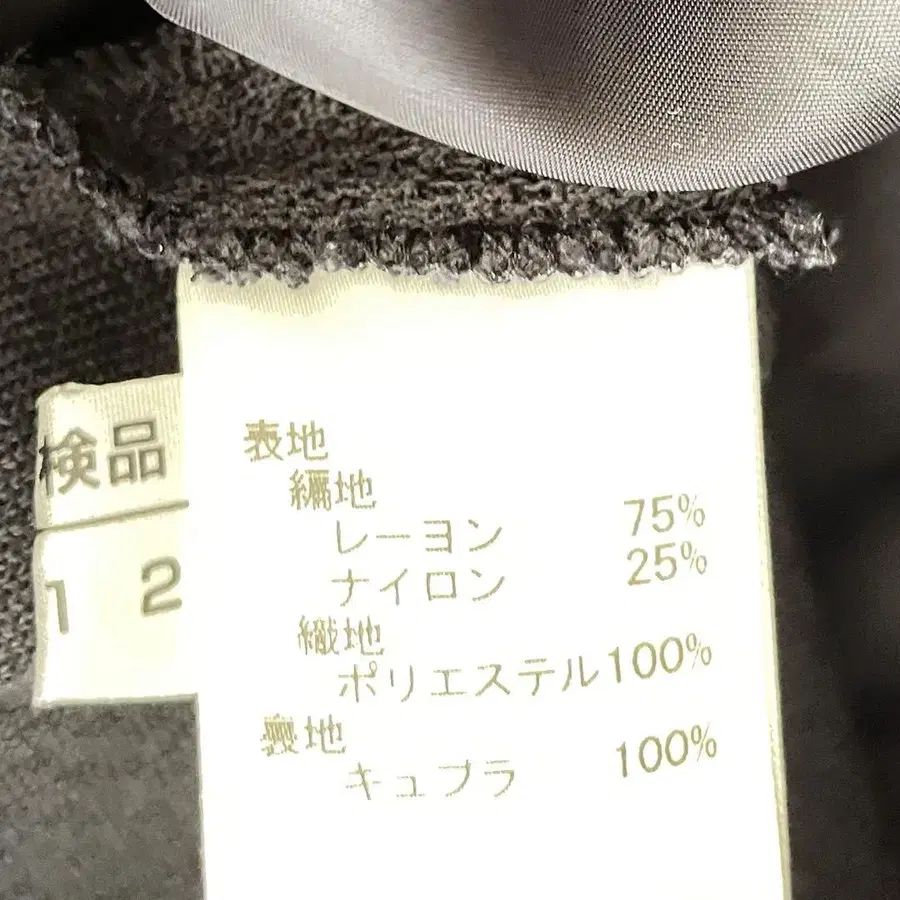 検品
1 2
表地
編地
レーヨン 75%
ナイロン 25%
織地
ポリエステル100%
裏地
キュプラ 100%